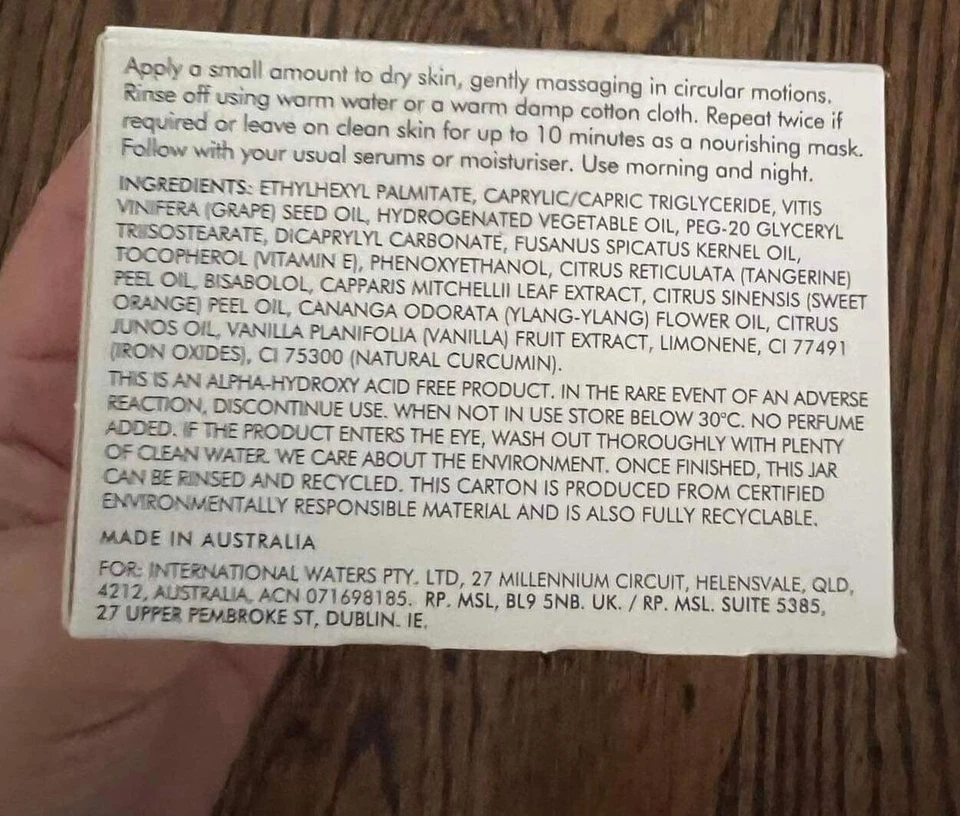 Apply a small amount to dry skin, gently massaging in circular motions.
Rinse off using warm water or a warm damp cotton cloth. Repeat twice if
required or leave on clean skin for up to 10 minutes as a nourishing mask.
Follow with your usual serums or moisturiser. Use morning and night.
INGREDIENTS: ETHYLHEXYL PALMITATE, CAPRYLIC/CAPRIC TRIGLYCERIDE, VITIS
VINIFERA (GRAPE) SEED OIL, HYDROGENATED VEGETABLE OIL, PEG-20 GLYCERYL
TRIISOSTEARATE, DICAPRYLYL CARBONATE, FUSANUS SPICATUS KERNEL OIL,
TOCOPHEROL (VITAMIN E), PHENOXYETHANOL, CITRUS RETICULATA (TANGERINE)
PEEL OIL, BISABOLOL, CAPPARIS MITCHELLII LEAF EXTRACT, CITRUS SINENSIS (SWEET
ORANGE) PEEL OIL, CANANGA ODORATA (YLANG-YLANG) FLOWER OIL, CITRUS
JUNOS OIL, VANILLA PLANIFOLIA (VANILLA) FRUIT EXTRACT, LIMONENE, CI 77491
(IRON OXIDES), CI 75300 (NATURAL CURCUMIN).
THIS IS AN ALPHA-HYDROXY ACID FREE PRODUCT. IN THE RARE EVENT OF AN ADVERSE
REACTION, DISCONTINUE USE. WHEN NOT IN USE STORE BELOW 30°C. NO PERFUME
ADDED. IF THE PRODUCT ENTERS THE EYE, WASH OUT THOROUGHLY WITH PLENTY
OF CLEAN WATER. WE CARE ABOUT THE ENVIRONMENT. ONCE FINISHED, THIS JAR
CAN BE RINSED AND RECYCLED. THIS CARTON IS PRODUCED FROM CERTIFIED
ENVIRONMENTALLY RESPONSIBLE MATERIAL AND IS ALSO FULLY RECYCLABLE.
MADE IN AUSTRALIA
FOR: INTERNATIONAL WATERS PTY. LTD, 27 MILLENNIUM CIRCUIT, HELENSVALE, QLD,
4212, AUSTRALIA, ACN 071698185. RP. MSL, BL9 5NB. UK. / RP. MSL. SUITE 5385,
27 UPPER PEMBROKE ST, DUBLIN. IE.